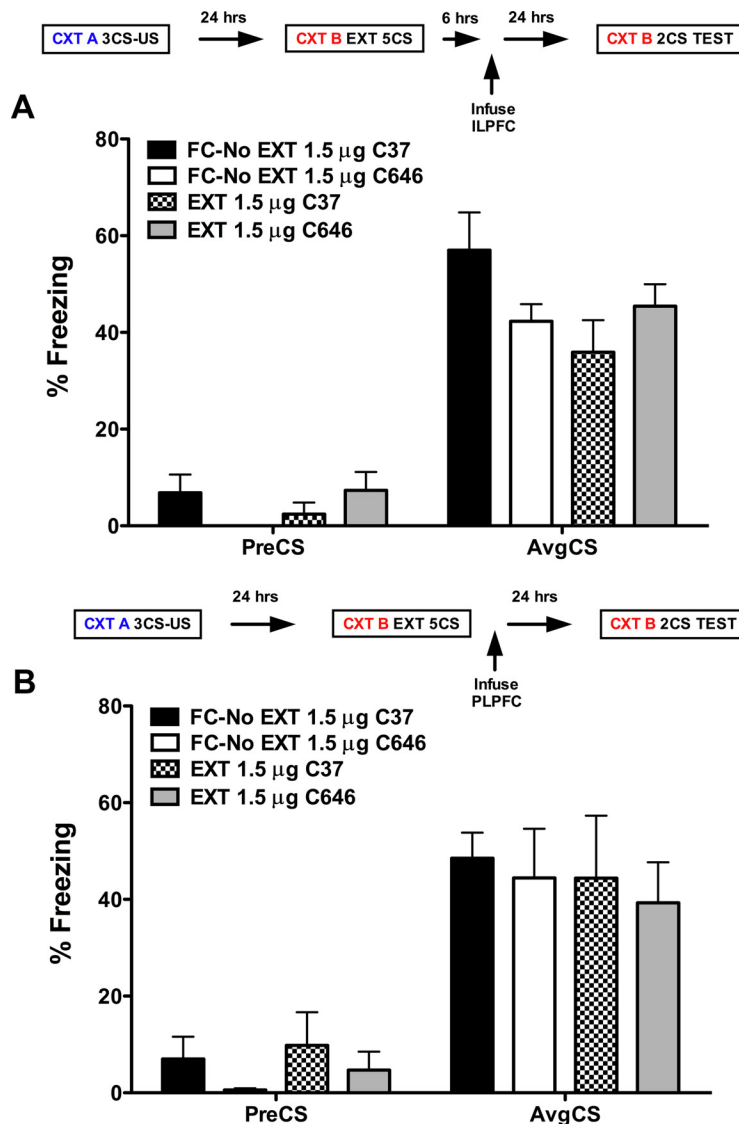 24 hrs 6 hrs 24 hrs
CXT A 3CS-US CXT B EXT 5CS CXT B 2CS TEST
Infuse
ILPFC
A
80
60
40
20
0
% Freezing
FC-No EXT 1.5 μg C37
FC-No EXT 1.5 μg C646
EXT 1.5 μg C37
EXT 1.5 μg C646
PreCS AvgCS
24 hrs 24 hrs
CXT A 3CS-US CXT B EXT 5CS CXT B 2CS TEST
Infuse
PLPFC
B
80
60
40
20
0
% Freezing
FC-No EXT 1.5 μg C37
FC-No EXT 1.5 μg C646
EXT 1.5 μg C37
EXT 1.5 μg C646
PreCS AvgCS